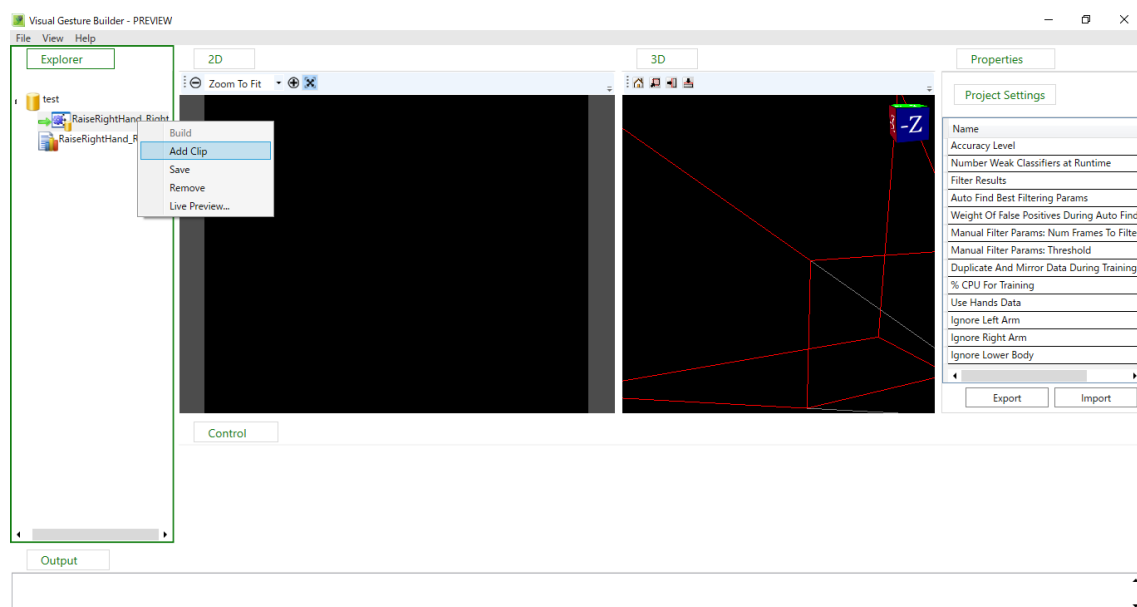 Visual Gesture Builder - PREVIEW
File View Help
Explorer
2D
3D
Properties
Zoom To Fit
test
RaiseRightHand_Right
RaiseRightHand_R
Build
Add Clip
Save
Remove
Live Preview...
-Z
Project Settings
Name
Accuracy Level
Number Weak Classifiers at Runtime
Filter Results
Auto Find Best Filtering Params
Weight Of False Positives During Auto Find
Manual Filter Params: Num Frames To Filte
Manual Filter Params: Threshold
Duplicate And Mirror Data During Training
% CPU For Training
Use Hands Data
Ignore Left Arm
Ignore Right Arm
Ignore Lower Body
Export Import
Control
Output